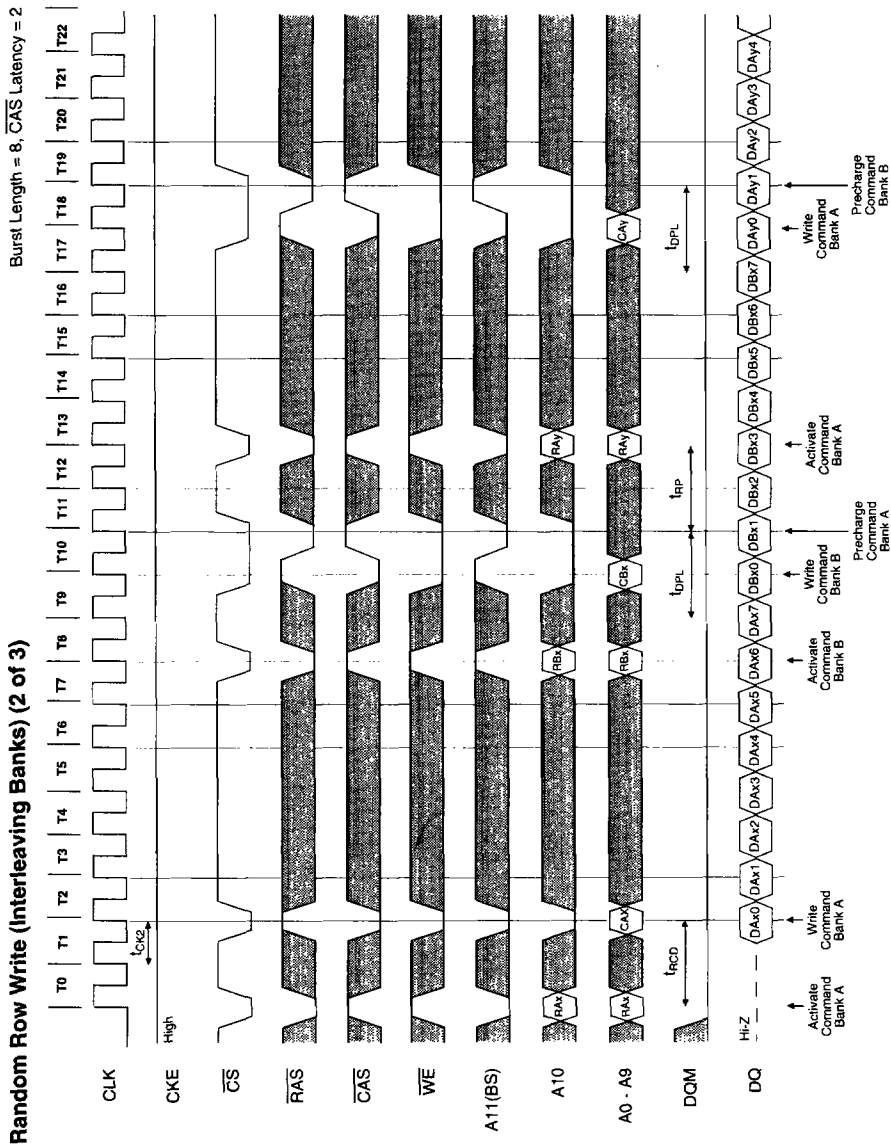 Random Row Write (Interleaving Banks) (2 of 3)
Burst Length = 8, CAS Latency = 2
T0 T1 T2 T3 T4 T5 T6 T7 T8 T9 T10 T11 T12 T13 T14 T15 T16 T17 T18 T19 T20 T21 T22
CLK
tCK2
CKE
High
CS
RAS
CAS
WE
A11(BS)
A10
RAx RBx RAy
A0 - A9
RAx CAX RBx CBx RAy CAy
DQM
tRCD tDPL tRP tDPL
DQ
Hi-Z
DAx0 DAx1 DAx2 DAx3 DAx4 DAx5 DAx6 DAx7 DBx0 DBx1 DBx2 DBx3 DBx4 DBx5 DBx6 DBx7 DAy0 DAy1 DAy2 DAy3 DAy4
Activate
Command
Bank A
Write
Command
Bank A
Activate
Command
Bank B
Write
Command
Bank B
Precharge
Command
Bank A
Activate
Command
Bank A
Write
Command
Bank A
Precharge
Command
Bank B